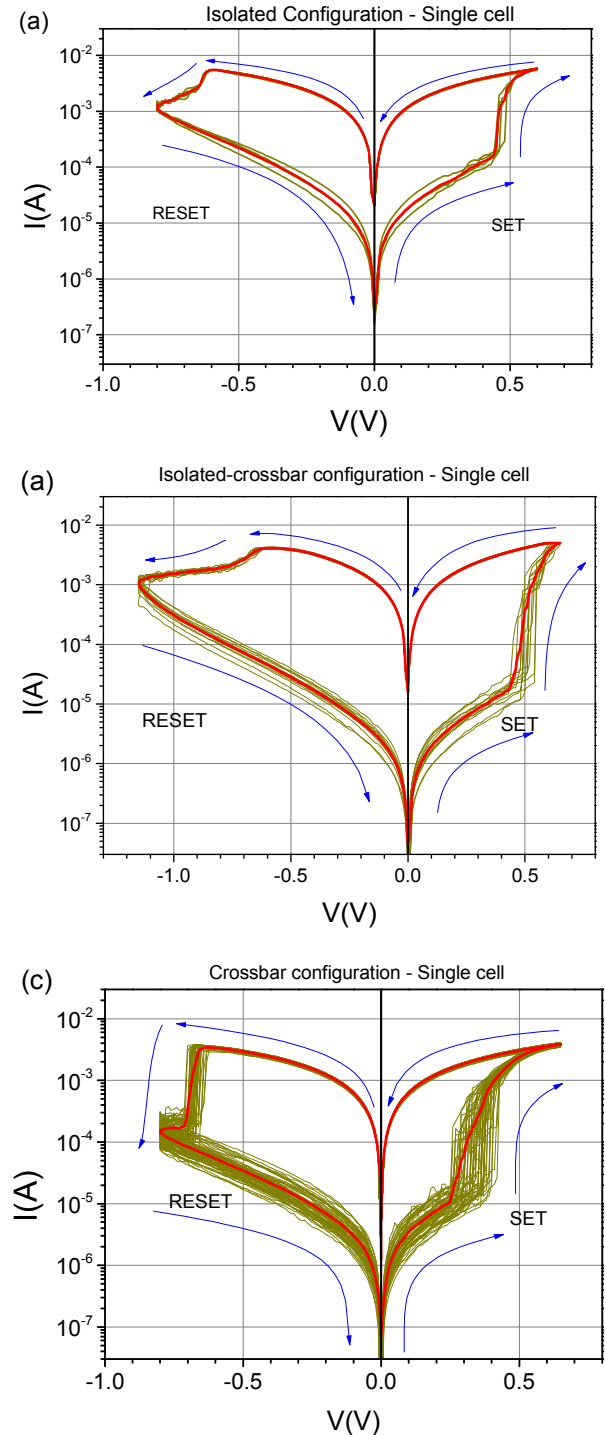 (a)
Isolated Configuration - Single cell
10⁻²
10⁻³
10⁻⁴
10⁻⁵
10⁻⁶
10⁻⁷
I(A)
RESET
SET
-1.0 -0.5 0.0 0.5
V(V)
(a)
Isolated-crossbar configuration - Single cell
10⁻²
10⁻³
10⁻⁴
10⁻⁵
10⁻⁶
10⁻⁷
I(A)
RESET
SET
-1.0 -0.5 0.0 0.5
V(V)
(c)
Crossbar configuration - Single cell
10⁻²
10⁻³
10⁻⁴
10⁻⁵
10⁻⁶
10⁻⁷
I(A)
RESET
SET
-1.0 -0.5 0.0 0.5
V(V)